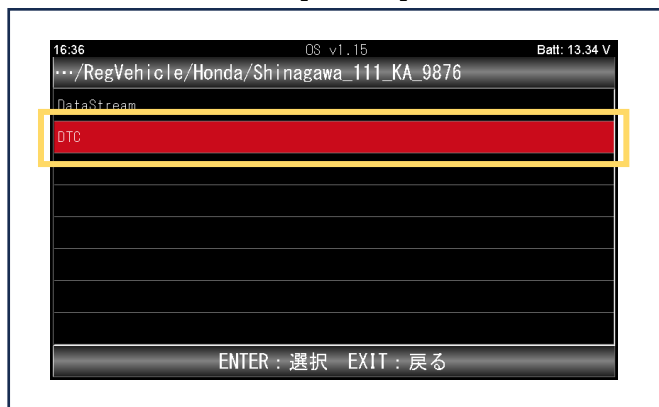 16:36 OS v1.15 Batt: 13.34 V
…/RegVehicle/Honda/Shinagawa_111_KA_9876
DataStream
DTC
ENTER：選択 EXIT：戻る